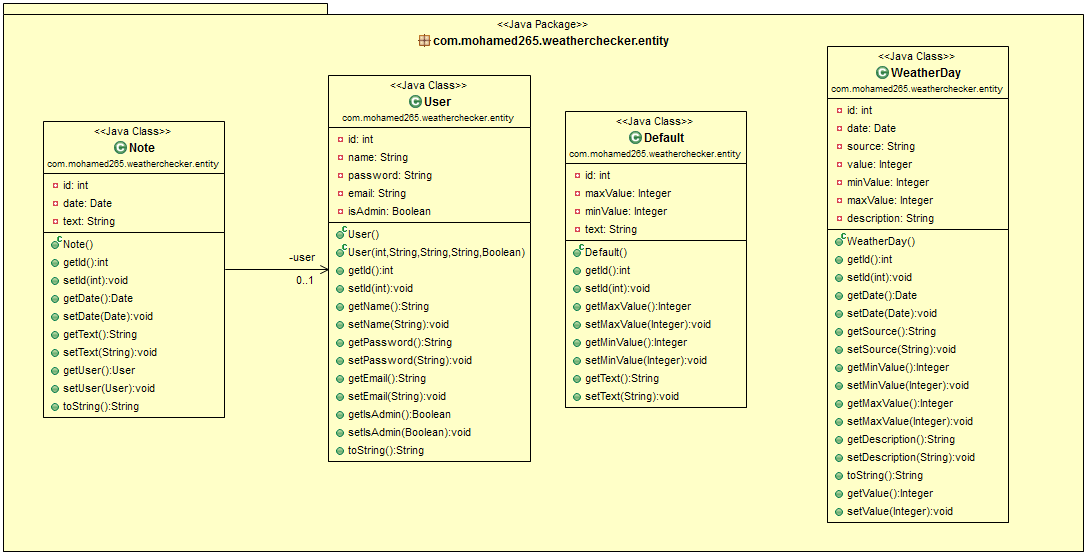 <<Java Package>>
com.mohamed265.weatherchecker.entity
<<Java Class>>
Note
com.mohamed265.weatherchecker.entity
id: int
date: Date
text: String
Note()
getId():int
setId(int):void
getDate():Date
setDate(Date):void
getText():String
setText(String):void
getUser():User
setUser(User):void
toString():String
-user
0..1
<<Java Class>>
User
com.mohamed265.weatherchecker.entity
id: int
name: String
password: String
email: String
isAdmin: Boolean
User()
User(int,String,String,String,Boolean)
getId():int
setId(int):void
getName():String
setName(String):void
getPassword():String
setPassword(String):void
getEmail():String
setEmail(String):void
getIsAdmin():Boolean
setIsAdmin(Boolean):void
toString():String
<<Java Class>>
Default
com.mohamed265.weatherchecker.entity
id: int
maxValue: Integer
minValue: Integer
text: String
Default()
getId():int
setId(int):void
getMaxValue():Integer
setMaxValue(Integer):void
getMinValue():Integer
setMinValue(Integer):void
getText():String
setText(String):void
<<Java Class>>
WeatherDay
com.mohamed265.weatherchecker.entity
id: int
date: Date
source: String
value: Integer
minValue: Integer
maxValue: Integer
description: String
WeatherDay()
getId():int
setId(int):void
getDate():Date
setDate(Date):void
getSource():String
setSource(String):void
getMinValue():Integer
setMinValue(Integer):void
getMaxValue():Integer
setMaxValue(Integer):void
getDescription():String
setDescription(String):void
toString():String
getValue():Integer
setValue(Integer):void